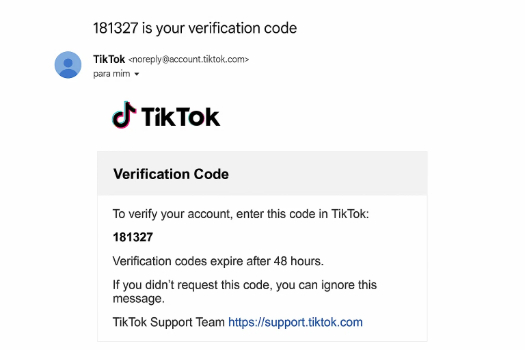 181327 is your verification code
TikTok <noreply@account.tiktok.com>
para mim
TikTok
Verification Code
To verify your account, enter this code in TikTok:
181327
Verification codes expire after 48 hours.
If you didn’t request this code, you can ignore this
message.
TikTok Support Team https://support.tiktok.com